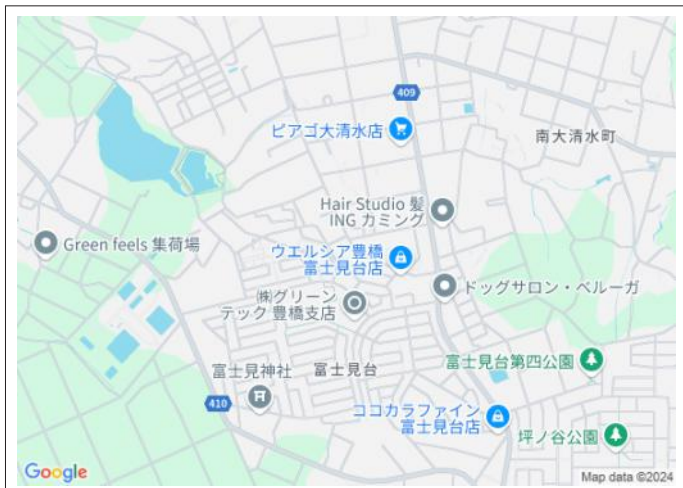 409
ピアゴ大清水店
南大清水町
Hair Studio 髪
ING カミング
Green feels 集荷場
ウエルシア豊橋
富士見台店
㈱グリーン
テック 豊橋支店
ドッグサロン・ベルーガ
富士見台第四公園
富士見神社
富士見台
410
ココカラファイン
富士見台店
坪ノ谷公園
Google
Map data ©2024